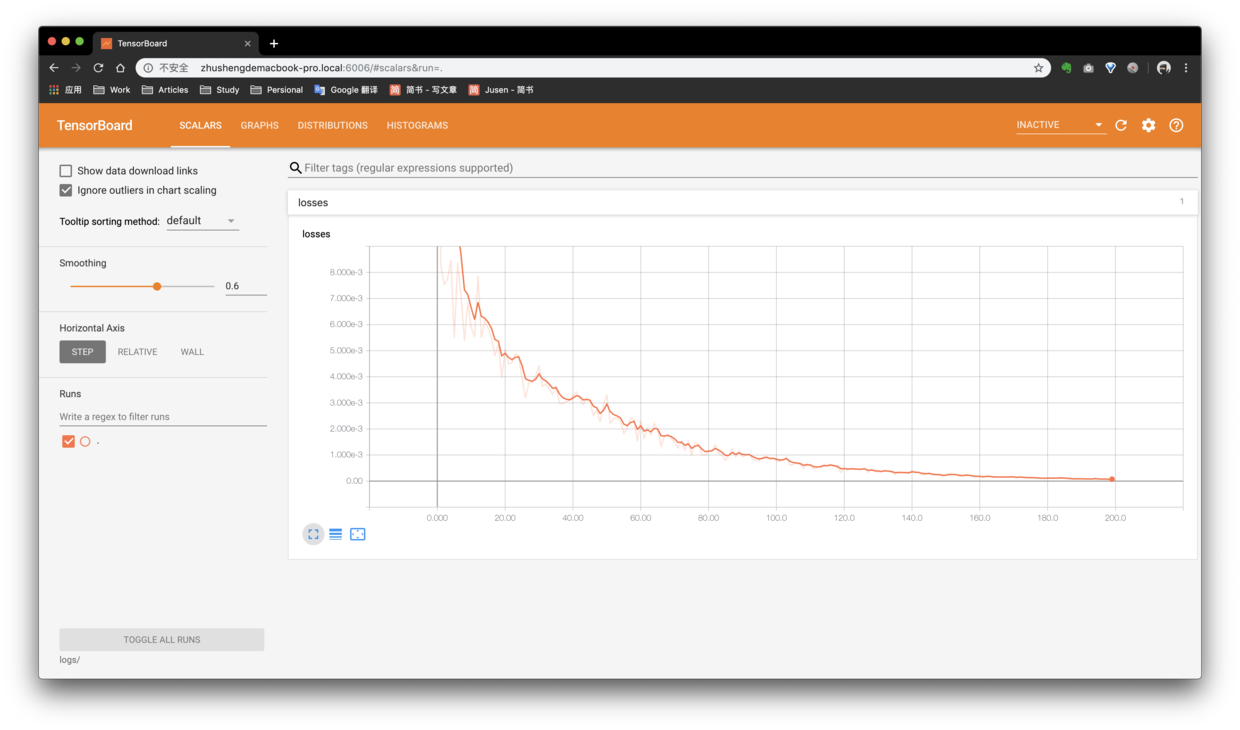 TensorBoard
不安全 zhushengdemacbook-pro.local:6006/#scalars&run=.
应用 Work Articles Study Persional Google 翻译 简 简书 - 写文章 简 Jusen - 简书
TensorBoard SCALARS GRAPHS DISTRIBUTIONS HISTOGRAMS INACTIVE
Show data download links
Ignore outliers in chart scaling
Tooltip sorting method: default
Smoothing
0.6
Horizontal Axis
STEP RELATIVE WALL
Runs
Write a regex to filter runs
.
TOGGLE ALL RUNS
logs/
Filter tags (regular expressions supported)
losses 1
losses
8.000e-3
7.000e-3
6.000e-3
5.000e-3
4.000e-3
3.000e-3
2.000e-3
1.000e-3
0.00
0.000 20.00 40.00 60.00 80.00 100.0 120.0 140.0 160.0 180.0 200.0